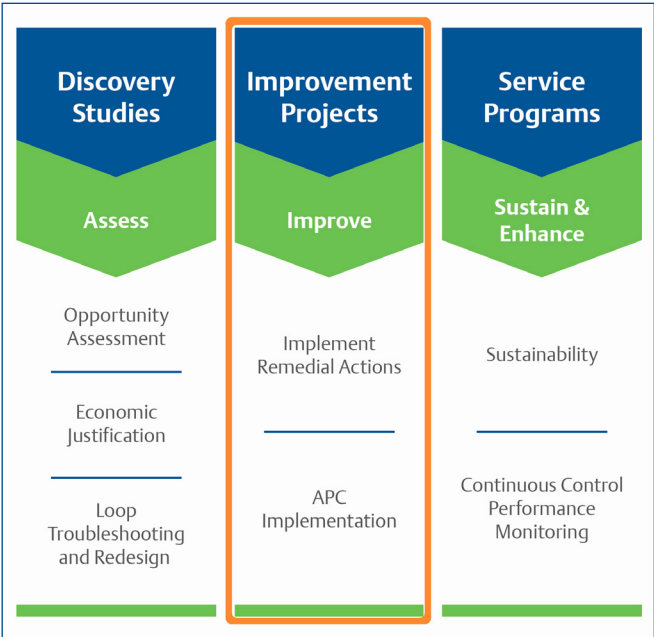 Discovery
Studies
Assess
Opportunity
Assessment
Economic
Justification
Loop
Troubleshooting
and Redesign
Improvement
Projects
Improve
Implement
Remedial Actions
APC
Implementation
Service
Programs
Sustain &
Enhance
Sustainability
Continuous Control
Performance
Monitoring